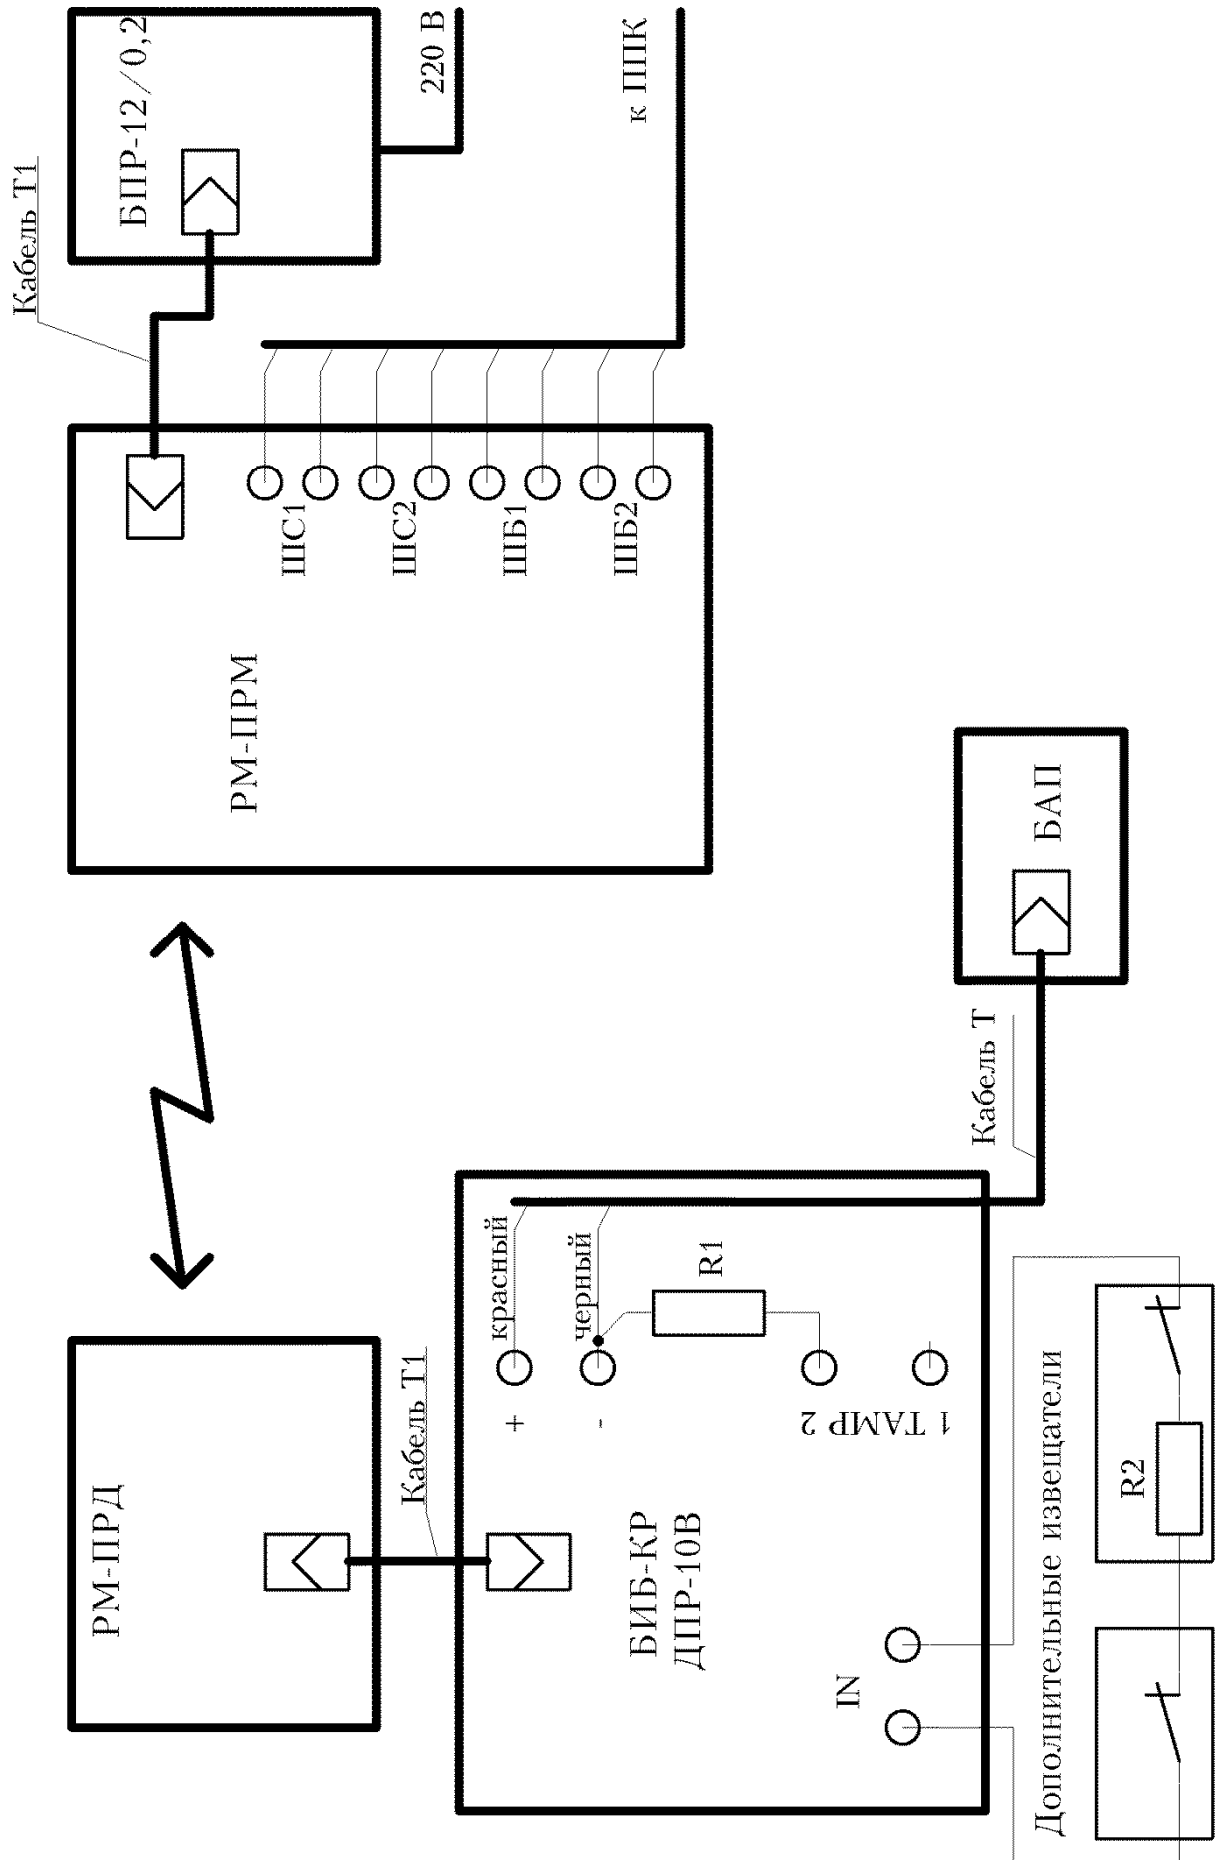 РМ-ПРД
РМ-ПРМ
БПР-12/0,2
Кабель Т1
220 В
к ППК
ШС1
ШС2
ШБ1
ШБ2
Кабель Т1
красный
черный
+
-
R1
1 ТАМР 2
БИБ-КР
ДПР-10В
IN
Кабель Т
БАП
Дополнительные извещатели
R2